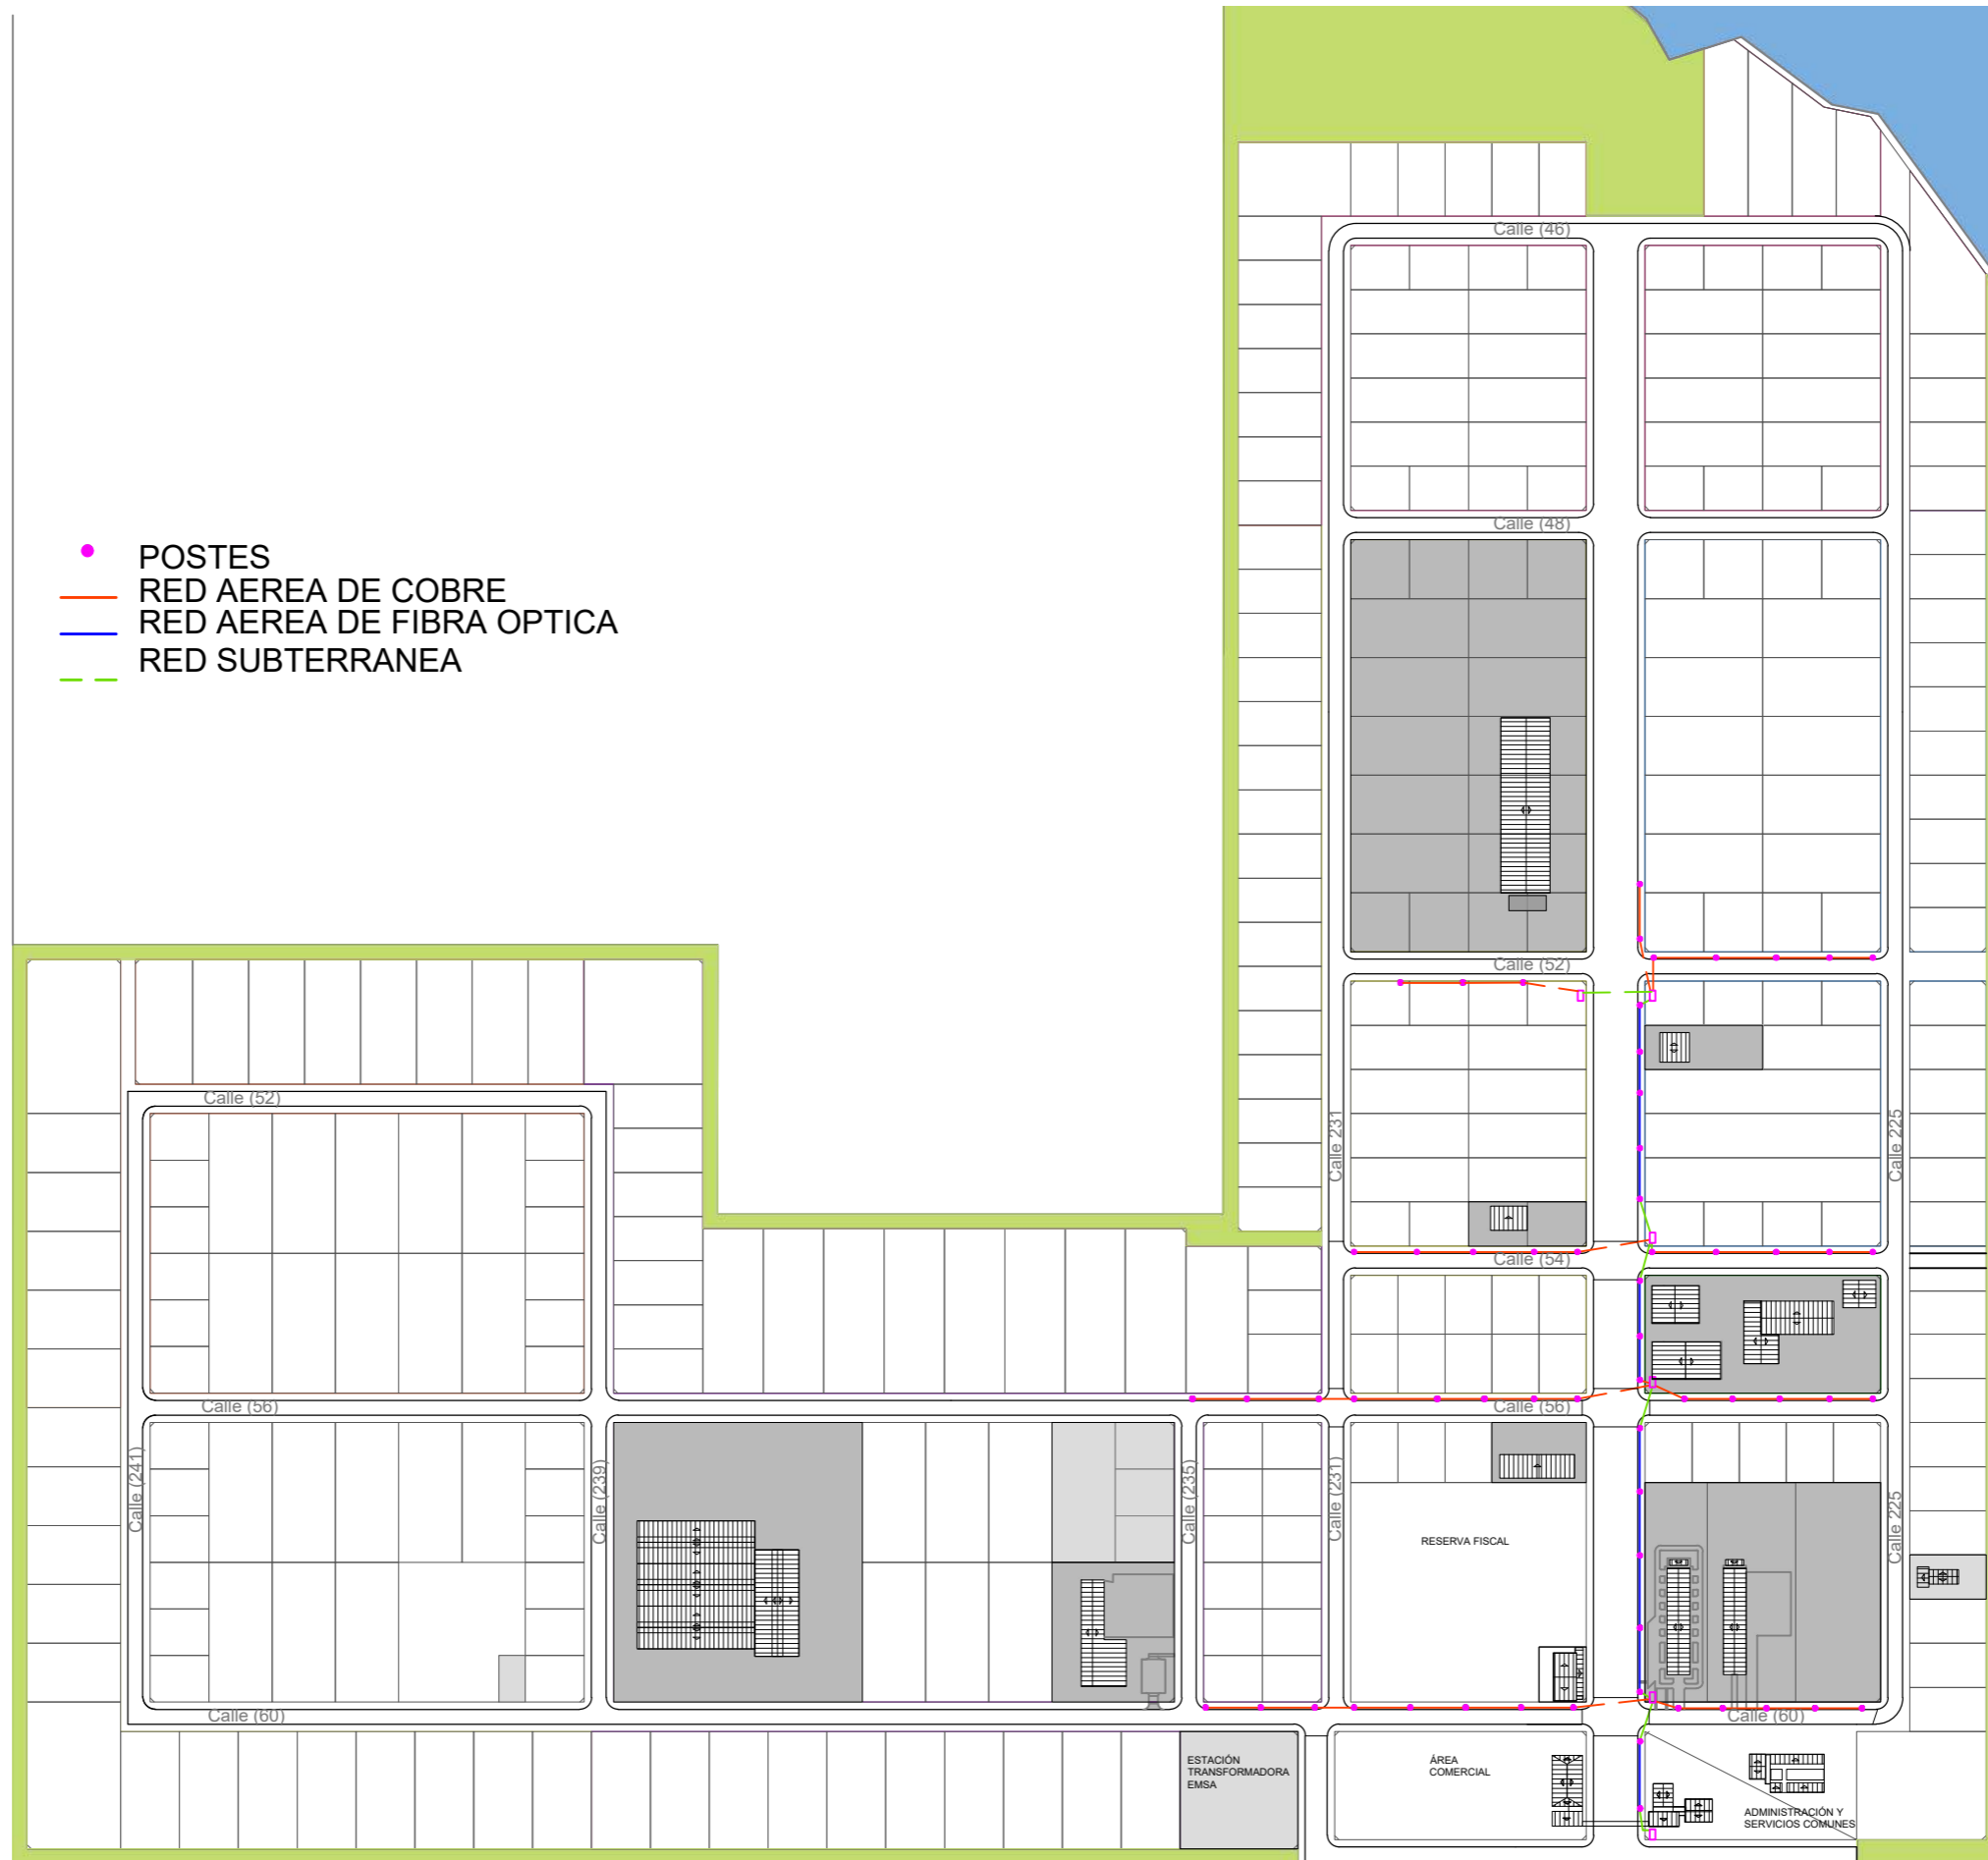 Calle (46)
Calle (48)
POSTES
RED AEREA DE COBRE
RED AEREA DE FIBRA OPTICA
RED SUBTERRANEA
Calle (52)
Calle (52)
Calle 231
Calle 225
Calle (54)
Calle (56)
Calle (56)
Calle (241)
Calle (239)
Calle (235)
Calle (231)
Calle 225
RESERVA FISCAL
Calle (60)
Calle (60)
ESTACIÓN
TRANSFORMADORA
EMSA
ÁREA
COMERCIAL
ADMINISTRACIÓN Y
SERVICIOS COMUNES